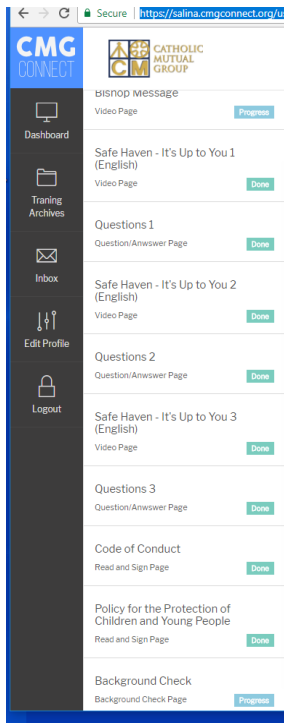 Secure https://salina.cmgconnect.org/us
CMG
CONNECT
CATHOLIC
MUTUAL
GROUP
CM
Dashboard
Traning
Archives
Inbox
Edit Profile
Logout
Bishop Message
Video Page Progress
Safe Haven - It's Up to You 1
(English)
Video Page Done
Questions 1
Question/Anwswer Page Done
Safe Haven - It's Up to You 2
(English)
Video Page Done
Questions 2
Question/Anwswer Page Done
Safe Haven - It's Up to You 3
(English)
Video Page Done
Questions 3
Question/Anwswer Page Done
Code of Conduct
Read and Sign Page Done
Policy for the Protection of
Children and Young People
Read and Sign Page Done
Background Check
Background Check Page Progress